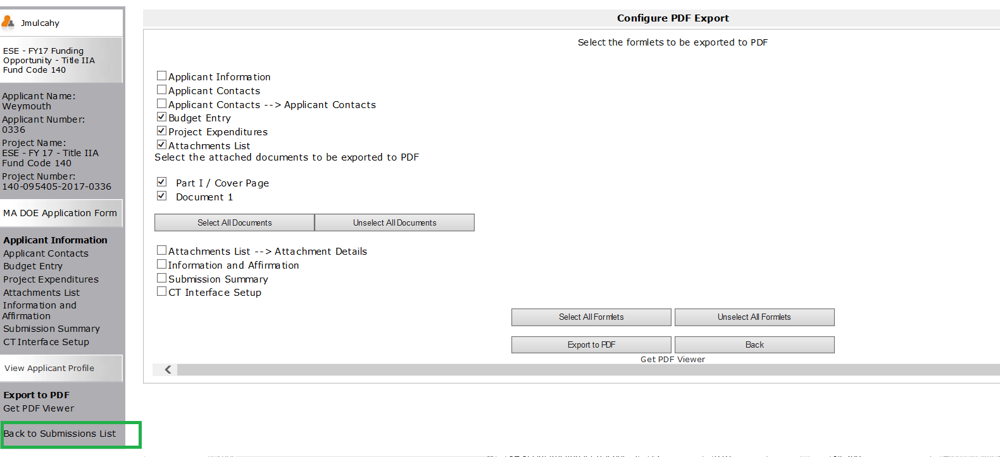 Jmulcahy
ESE - FY17 Funding
Opportunity - Title IIA
Fund Code 140
Applicant Name:
Weymouth
Applicant Number:
0336
Project Name:
ESE - FY 17 - Title IIA
Fund Code 140
Project Number:
140-095405-2017-0336
MA DOE Application Form
Applicant Information
Applicant Contacts
Budget Entry
Project Expenditures
Attachments List
Information and
Affirmation
Submission Summary
CT Interface Setup
View Applicant Profile
Export to PDF
Get PDF Viewer
Back to Submissions List
Configure PDF Export
Select the formlets to be exported to PDF
Applicant Information
Applicant Contacts
Applicant Contacts --> Applicant Contacts
Budget Entry
Project Expenditures
Attachments List
Select the attached documents to be exported to PDF
Part I / Cover Page
Document 1
Select All Documents Unselect All Documents
Attachments List --> Attachment Details
Information and Affirmation
Submission Summary
CT Interface Setup
Select All Formlets Unselect All Formlets
Export to PDF Back
Get PDF Viewer